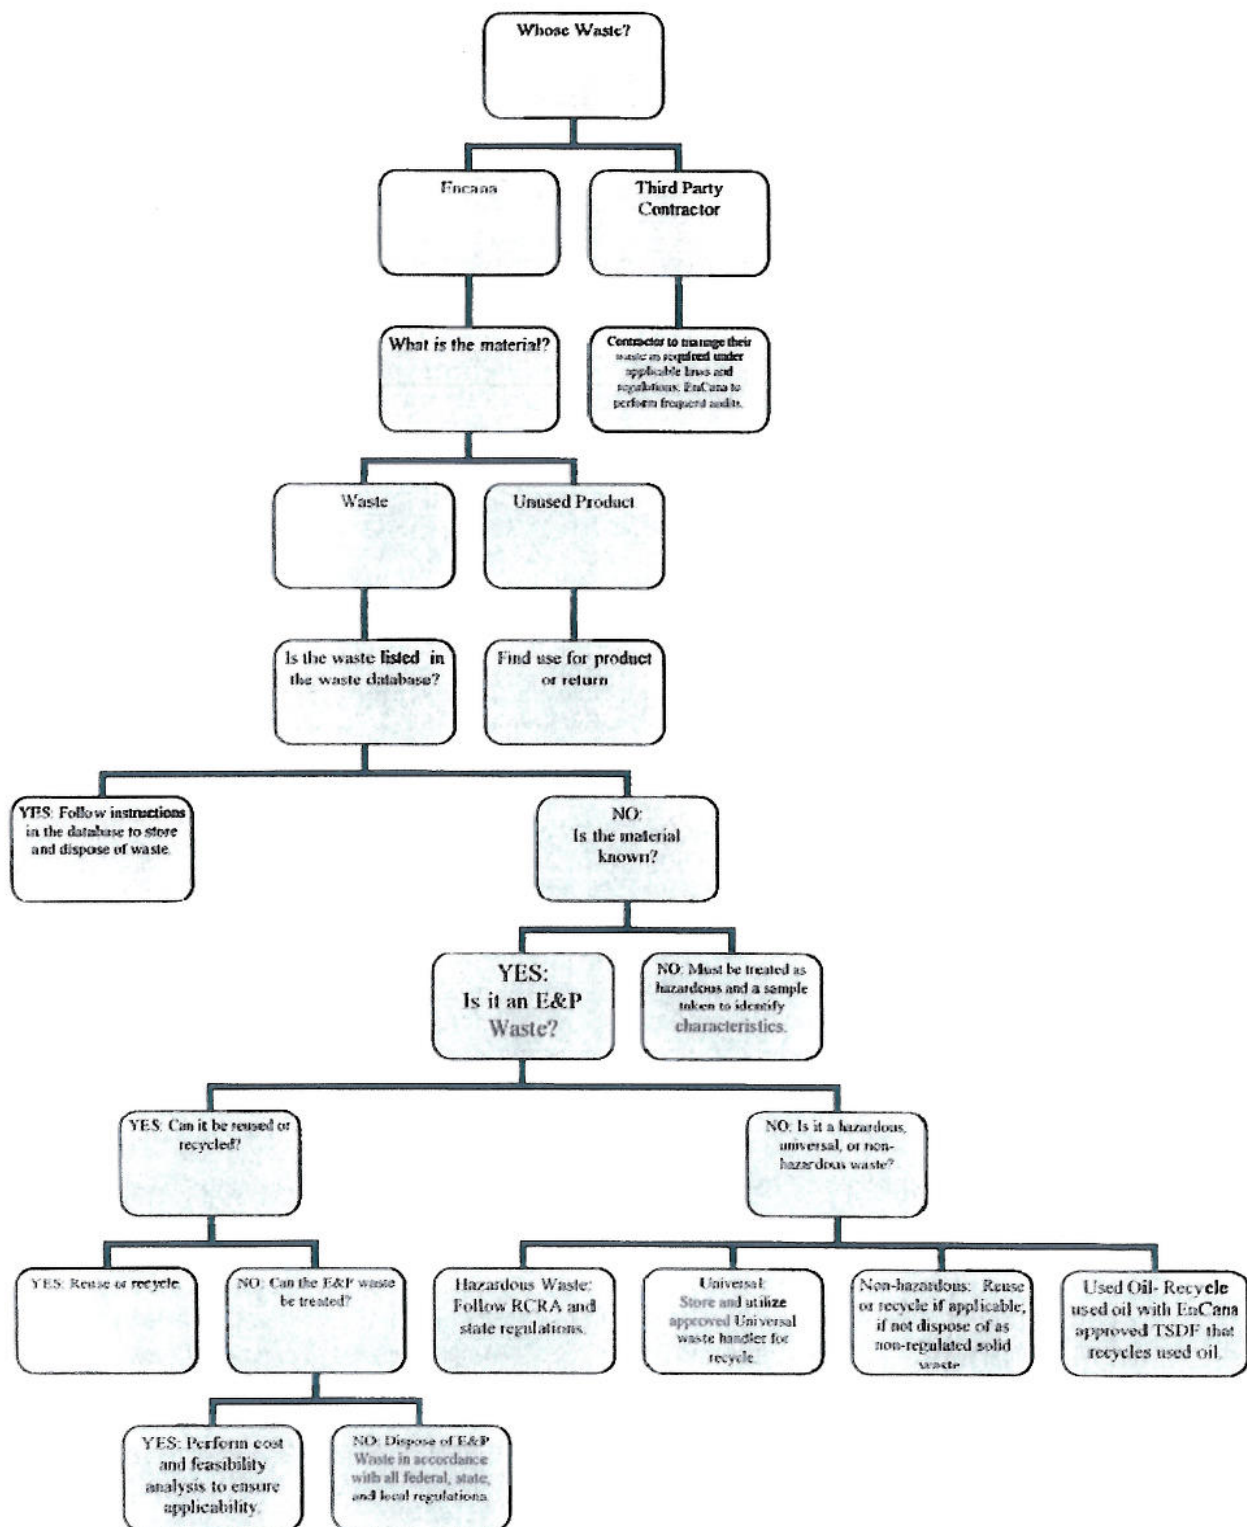 Whose Waste?
Encana
Third Party
Contractor
What is the material?
Contractor to manage their
waste as required under
applicable laws and
regulations. EnCana to
perform frequent audits.
Waste
Unused Product
Is the waste listed in
the waste database?
Find use for product
or return
YES: Follow instructions
in the database to store
and dispose of waste.
NO:
Is the material
known?
YES:
Is it an E&P
Waste?
NO: Must be treated as
hazardous and a sample
taken to identify
characteristics.
YES: Can it be reused or
recycled?
NO: Is it a hazardous,
universal, or non-
hazardous waste?
YES: Reuse or recycle.
NO: Can the E&P waste
be treated?
Hazardous Waste:
Follow RCRA and
state regulations.
Universal:
Store and utilize
approved Universal
waste handler for
recycle.
Non-hazardous: Reuse
or recycle if applicable,
if not dispose of as
non-regulated solid
waste
Used Oil- Recycle
used oil with EnCana
approved TSDF that
recycles used oil.
YES: Perform cost
and feasibility
analysis to ensure
applicability.
NO: Dispose of E&P
Waste in accordance
with all federal, state,
and local regulations.